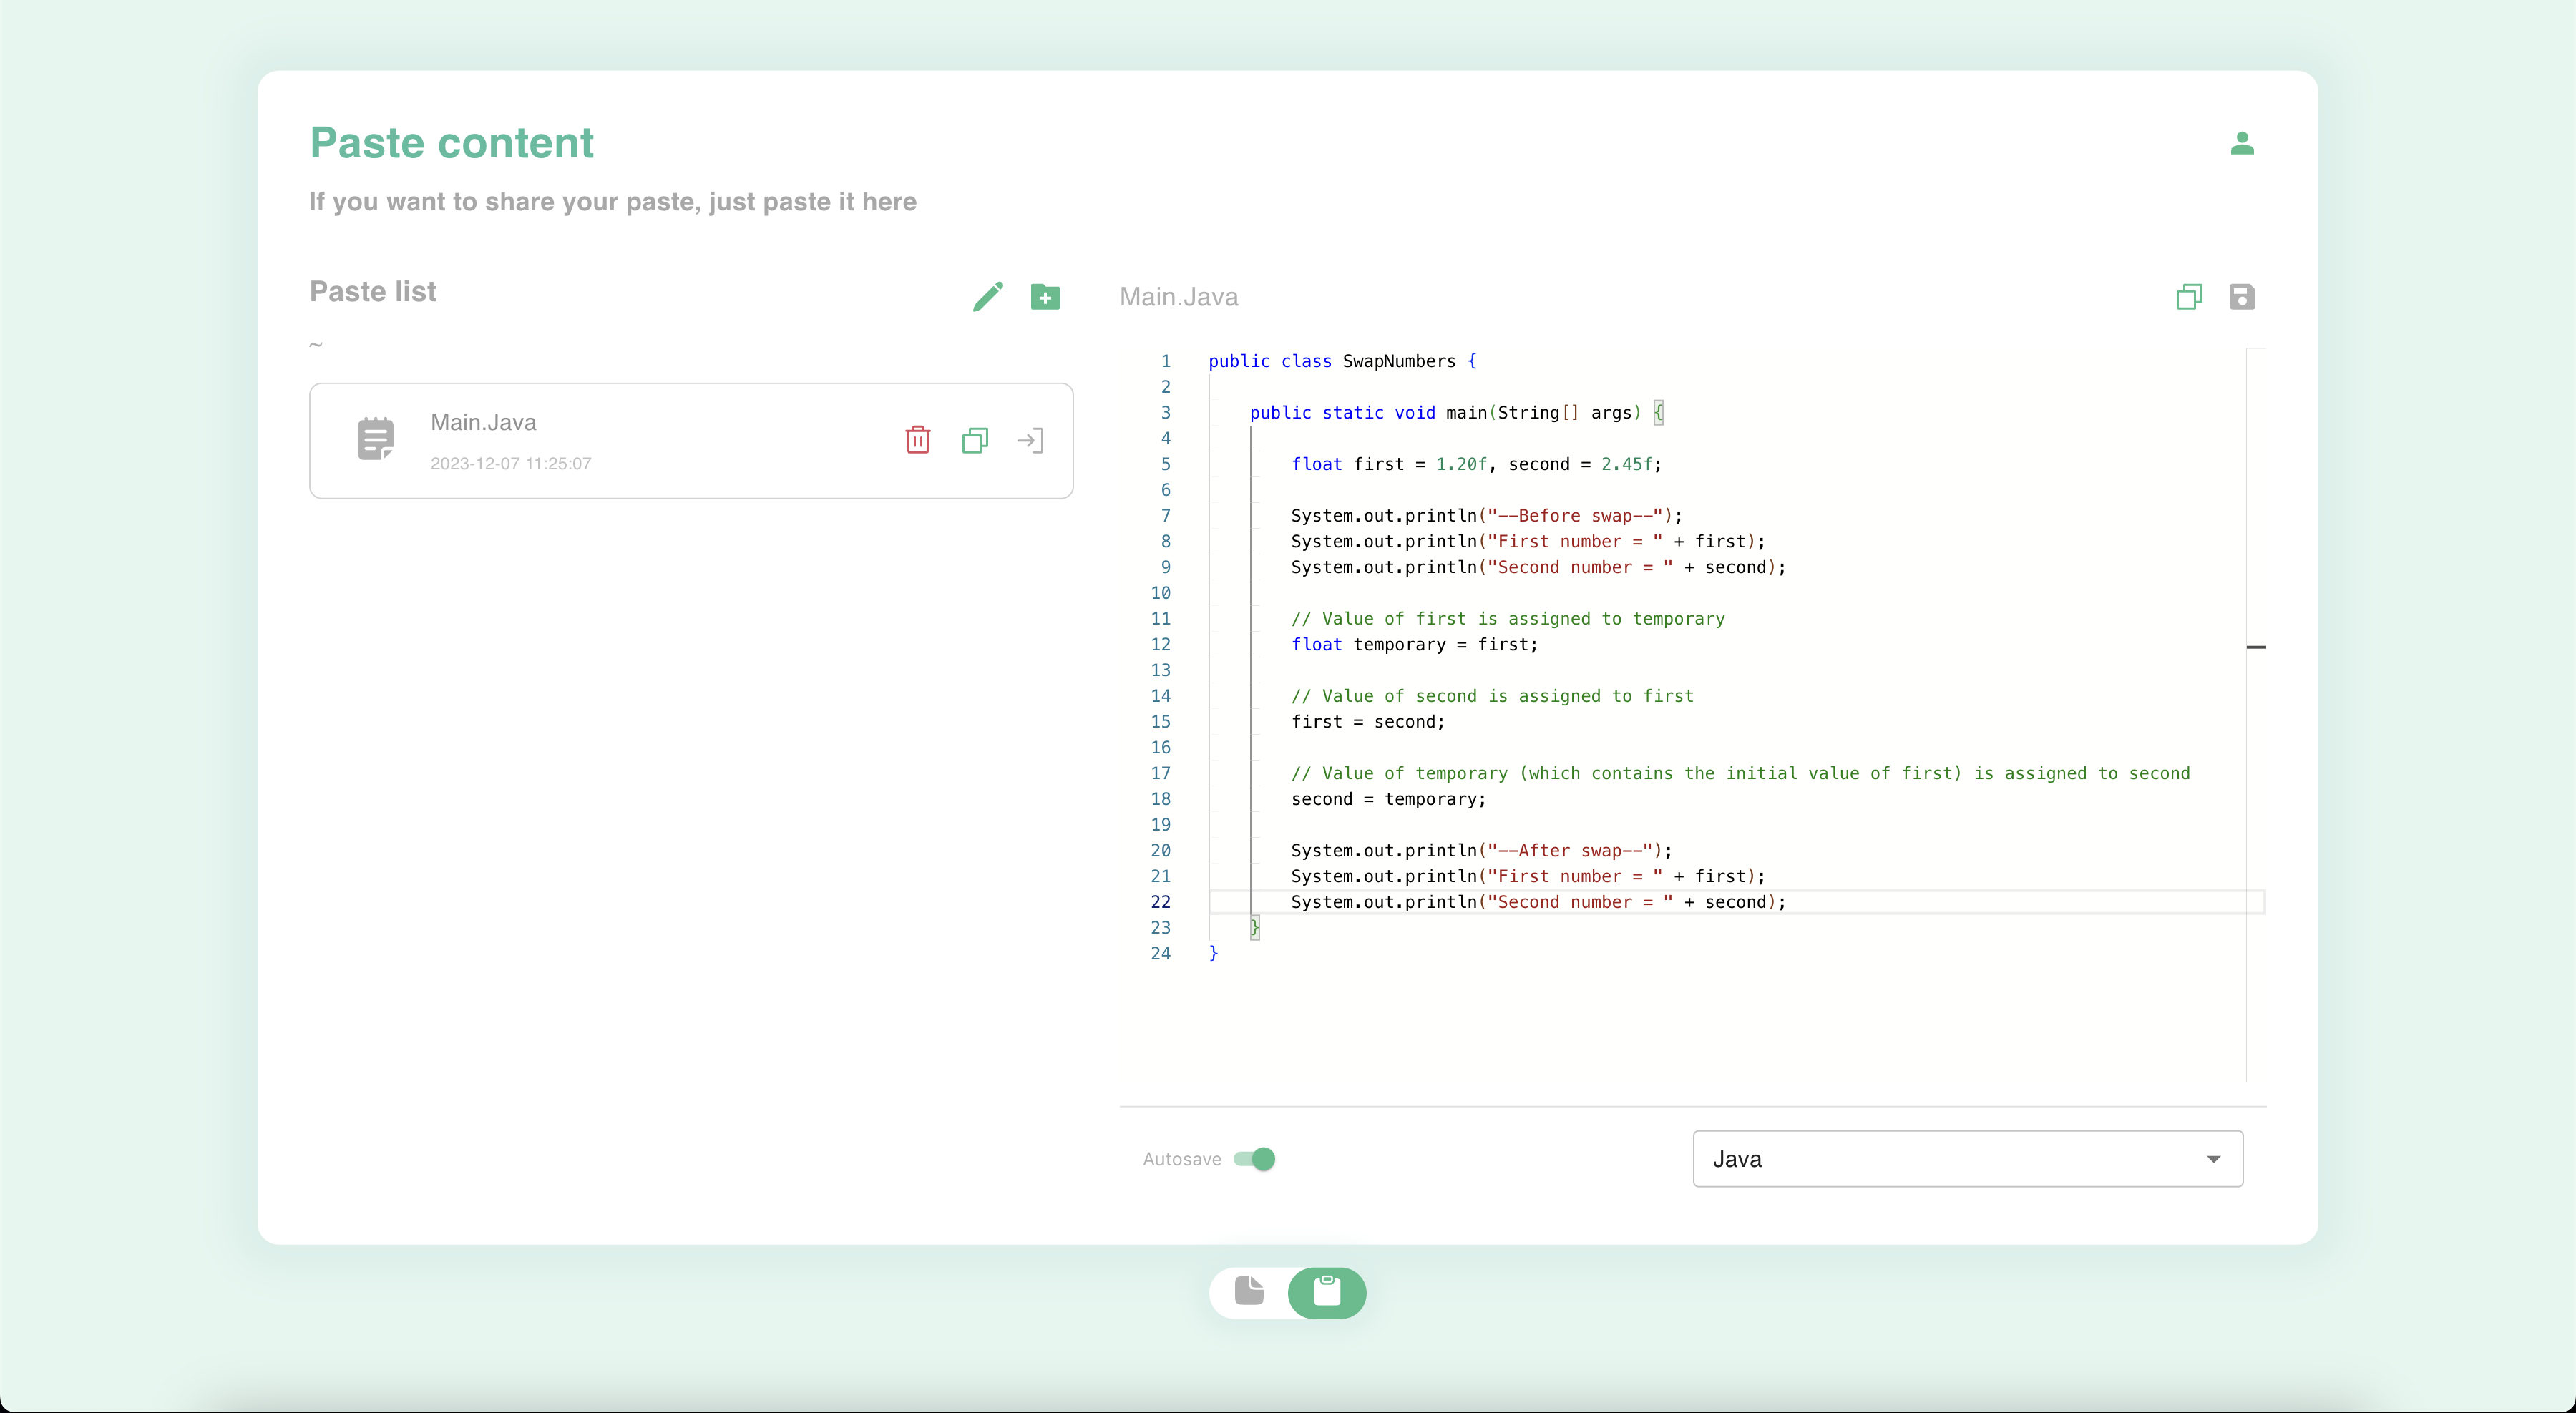 Paste content
If you want to share your paste, just paste it here
Paste list
~
Main.Java
2023-12-07 11:25:07
Main.Java
1 public class SwapNumbers {
2
3     public static void main(String[] args) {
4
5         float first = 1.20f, second = 2.45f;
6
7         System.out.println("--Before swap--");
8         System.out.println("First number = " + first);
9         System.out.println("Second number = " + second);
10
11         // Value of first is assigned to temporary
12         float temporary = first;
13
14         // Value of second is assigned to first
15         first = second;
16
17         // Value of temporary (which contains the initial value of first) is assigned to second
18         second = temporary;
19
20         System.out.println("--After swap--");
21         System.out.println("First number = " + first);
22         System.out.println("Second number = " + second);
23     }
24 }
Autosave
Java